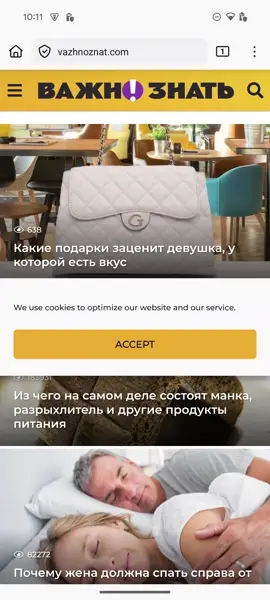 10:11
vazhnoznat.com
1
ВАЖНО ЗНАТЬ
638
Какие подарки заценит девушка, у
которой есть вкус
We use cookies to optimize our website and our service.
ACCEPT
163931
Из чего на самом деле состоят манка,
разрыхлитель и другие продукты
питания
82272
Почему жена должна спать справа от